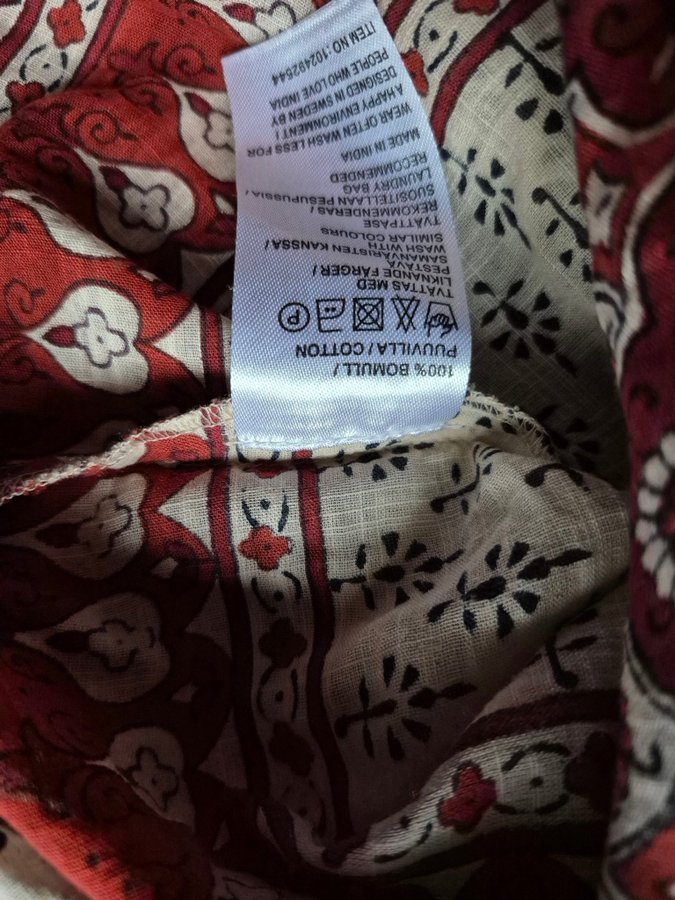 100% BOMULL/
PUUVILLA/COTTON
P
TVÄTTAS MED
LIKNANDE FÄRGER/
PESTÄVÄ
SAMANVÄRISTEN KANSSA/
WASH WITH
SIMILAR COLOURS
TVÄTTPÅSE
REKOMMENDERAS/
SUOSITELLAAN PESUPUSSIA/
LAUNDRY BAG
RECOMMENDED
MADE IN INDIA
WEAR OFTEN WASH LESS FOR
A HAPPY ENVIRONMENT!
DESIGNED IN SWEDEN BY
PEOPLE WHO LOVE INDIA
ITEM NO:102492544